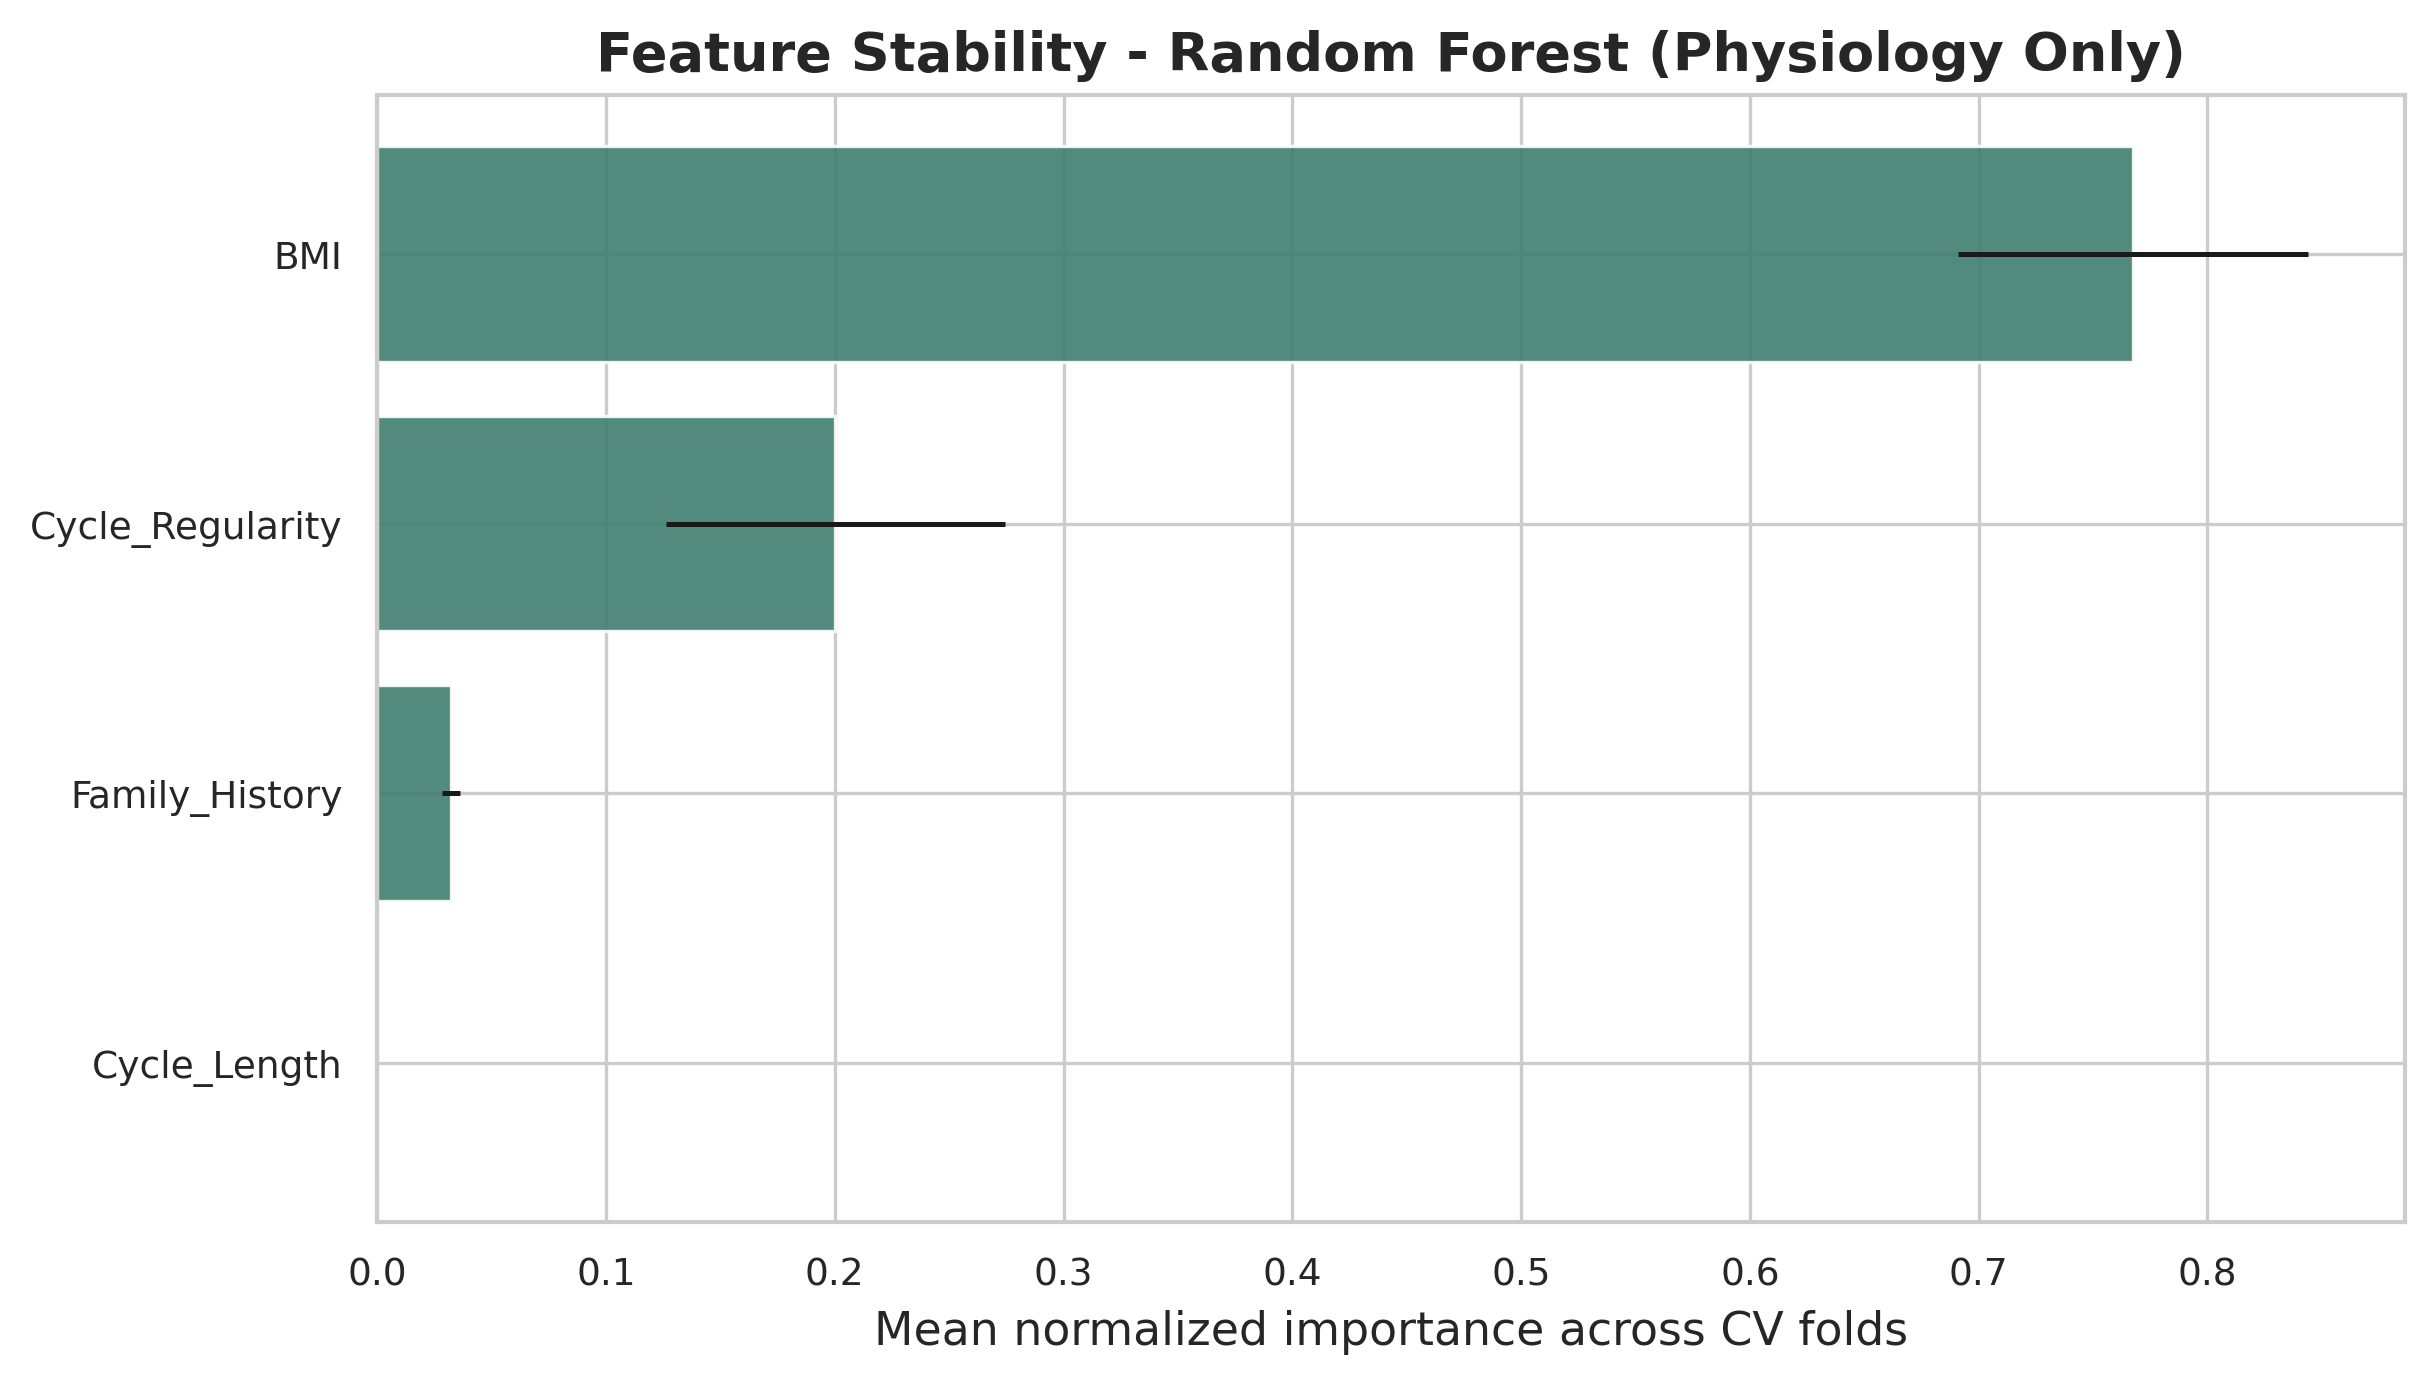 Feature Stability - Random Forest (Physiology Only)
BMI
Cycle_Regularity
Family_History
Cycle_Length
0.0 0.1 0.2 0.3 0.4 0.5 0.6 0.7 0.8
Mean normalized importance across CV folds